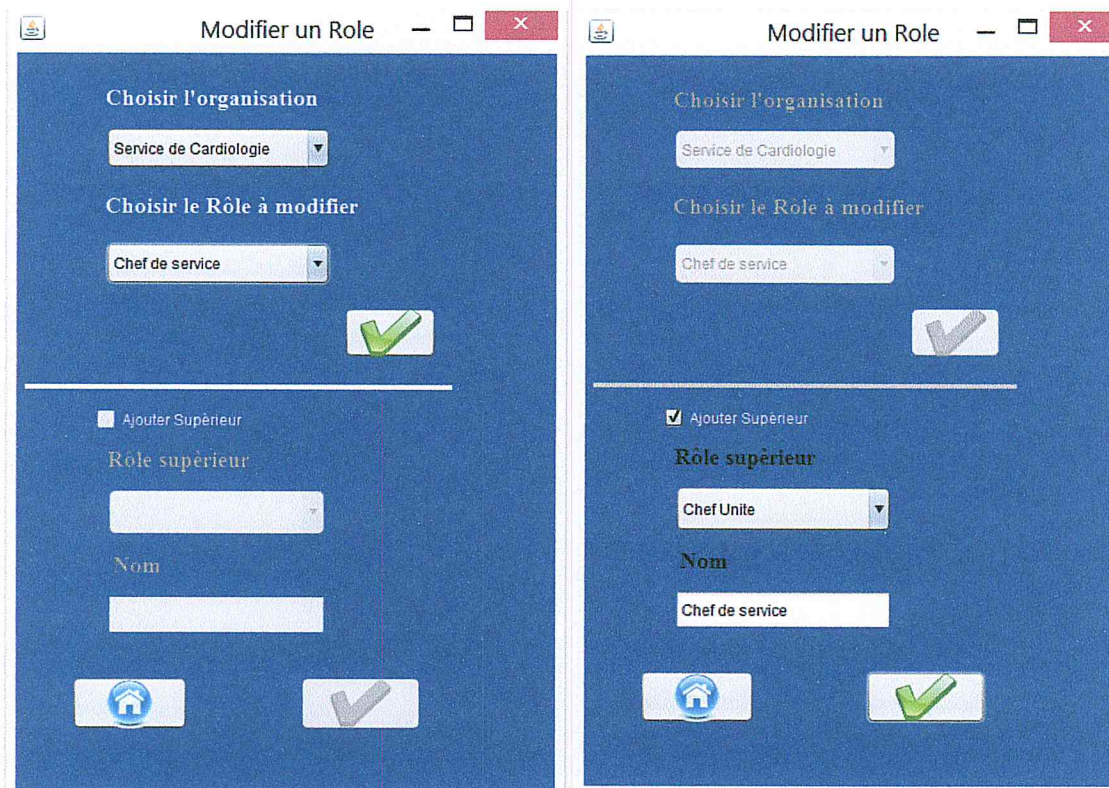 Modifier un Role
Choisir l'organisation
Service de Cardiologie
Choisir le Rôle à modifier
Chef de service
Ajouter Supèrieur
Rôle supèrieur
Nom
Modifier un Role
Choisir l'organisation
Service de Cardiologie
Choisir le Rôle à modifier
Chef de service
Ajouter Supèrieur
Rôle supèrieur
Chef Unite
Nom
Chef de service